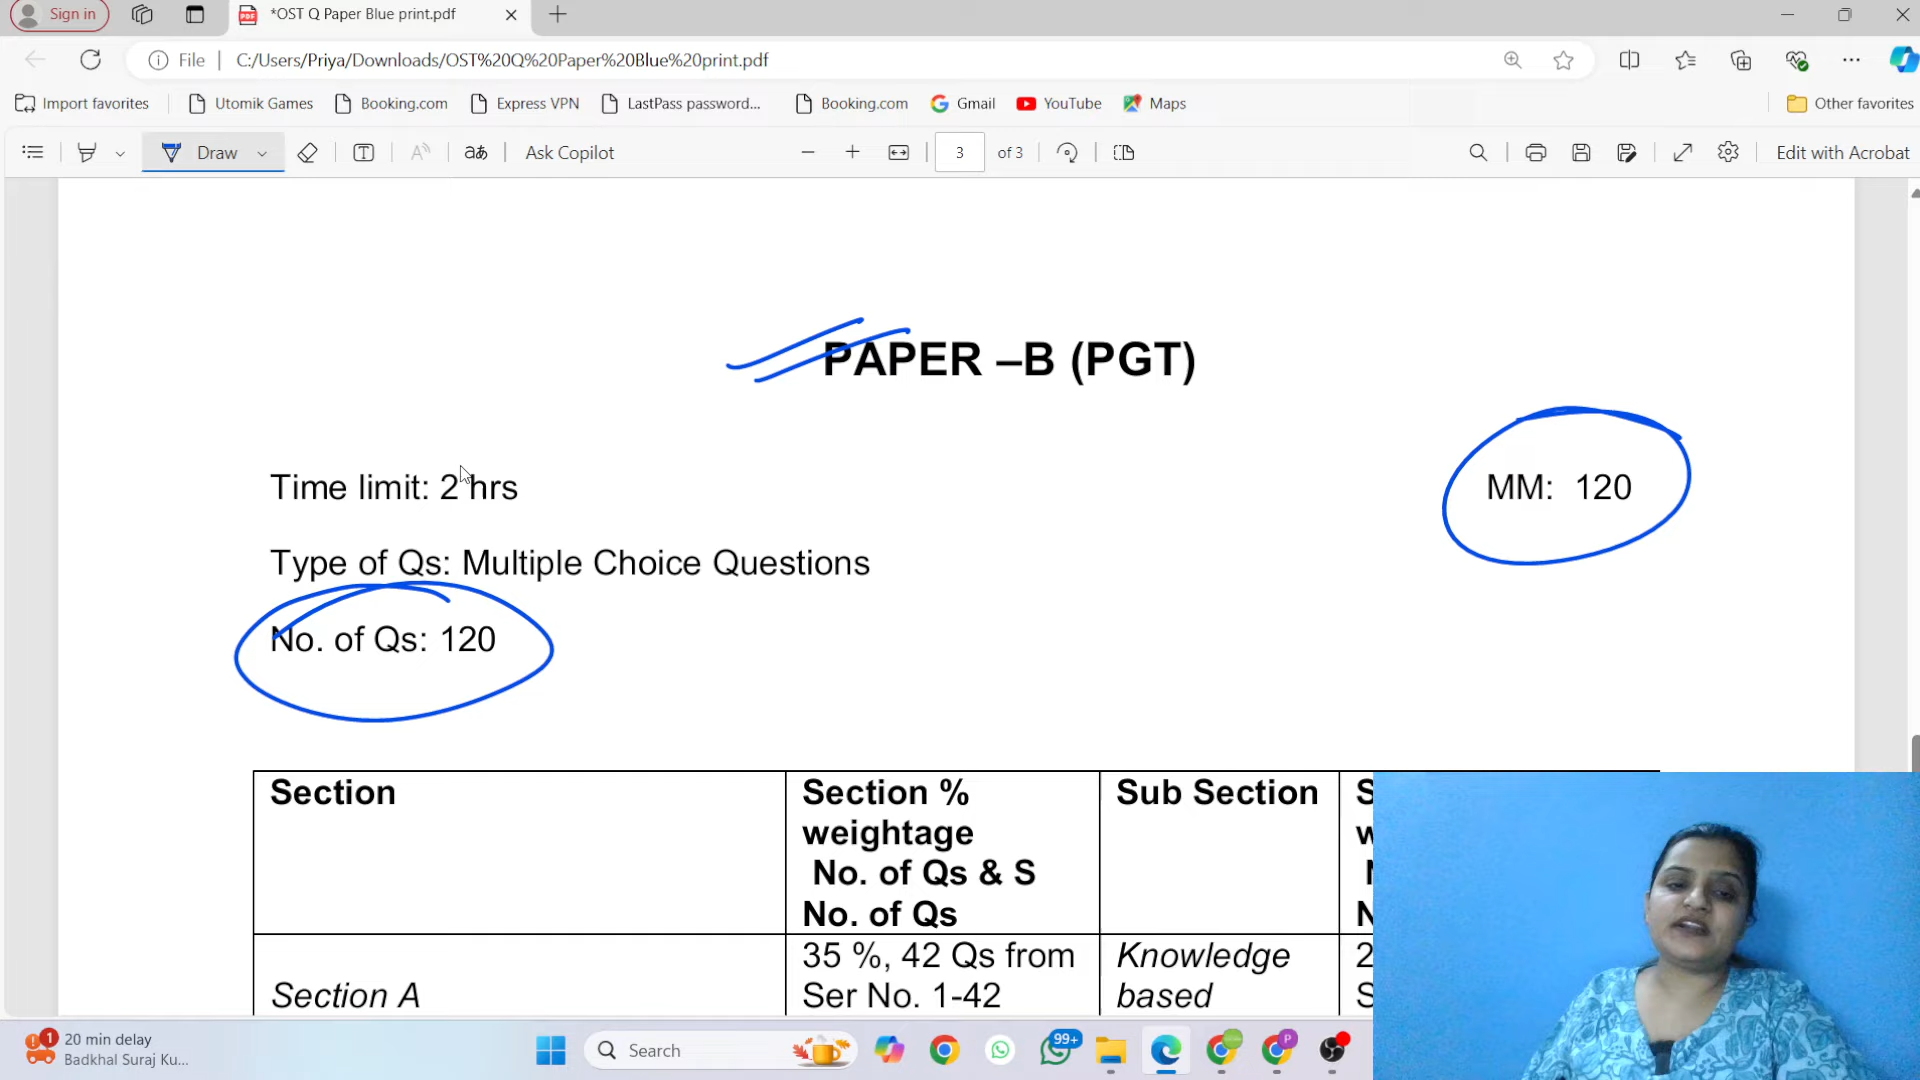 Sign in
*OST Q Paper Blue print.pdf
File
C:/Users/Priya/Downloads/OST%20Q%20Paper%20Blue%20print.pdf
Import favorites
Utomik Games
Booking.com
Express VPN
LastPass password...
Booking.com
Gmail
YouTube
Maps
Other favorites
Draw
aあ
Ask Copilot
3 of 3
Edit with Acrobat
PAPER –B (PGT)
Time limit: 2 hrs
MM: 120
Type of Qs: Multiple Choice Questions
No. of Qs: 120
Section
Section %
weightage
No. of Qs & S
No. of Qs
Sub Section
Section A
35 %, 42 Qs from
Ser No. 1-42
Knowledge
based
20 min delay
Badkhal Suraj Ku...
Search
99+